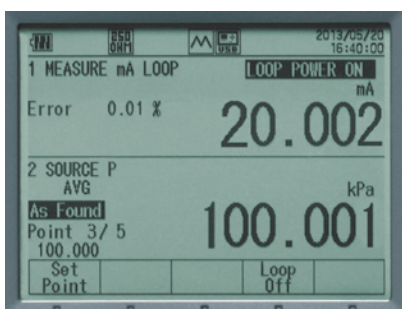 250 OHM USB 2013/05/20 16:40:00
1 MEASURE mA LOOP LOOP POWER ON
mA
Error 0.01 % 20.002
2 SOURCE P
AVG kPa
As Found 100.001
Point 3/ 5
100.000
Set Point Loop Off